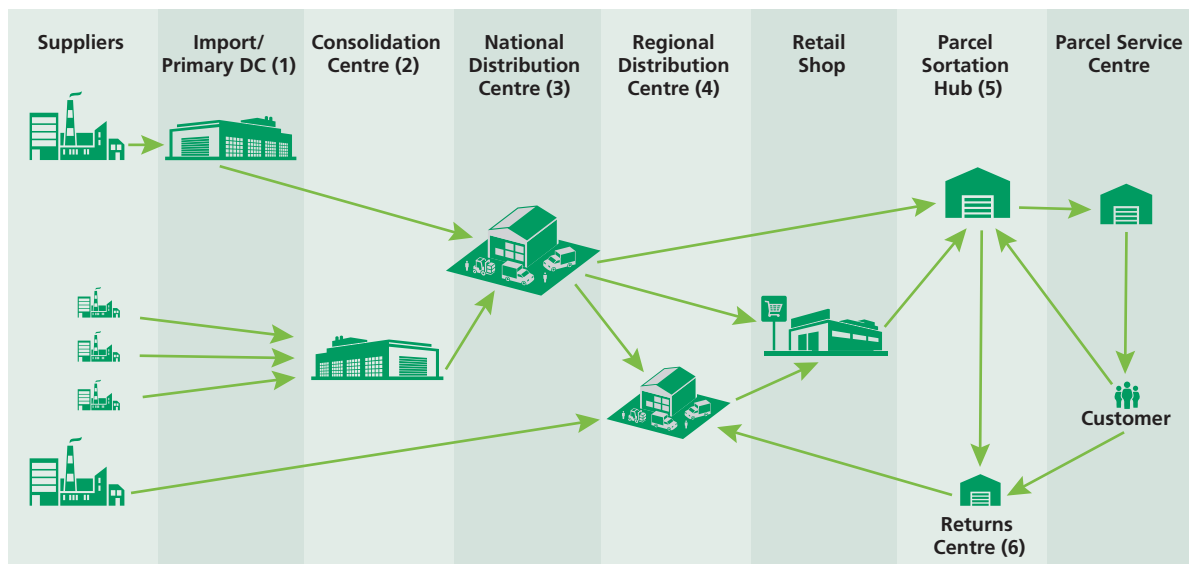 Suppliers
Import/
Primary DC (1)
Consolidation
Centre (2)
National
Distribution
Centre (3)
Regional
Distribution
Centre (4)
Retail
Shop
Parcel
Sortation
Hub (5)
Parcel Service
Centre
Customer
Returns
Centre (6)